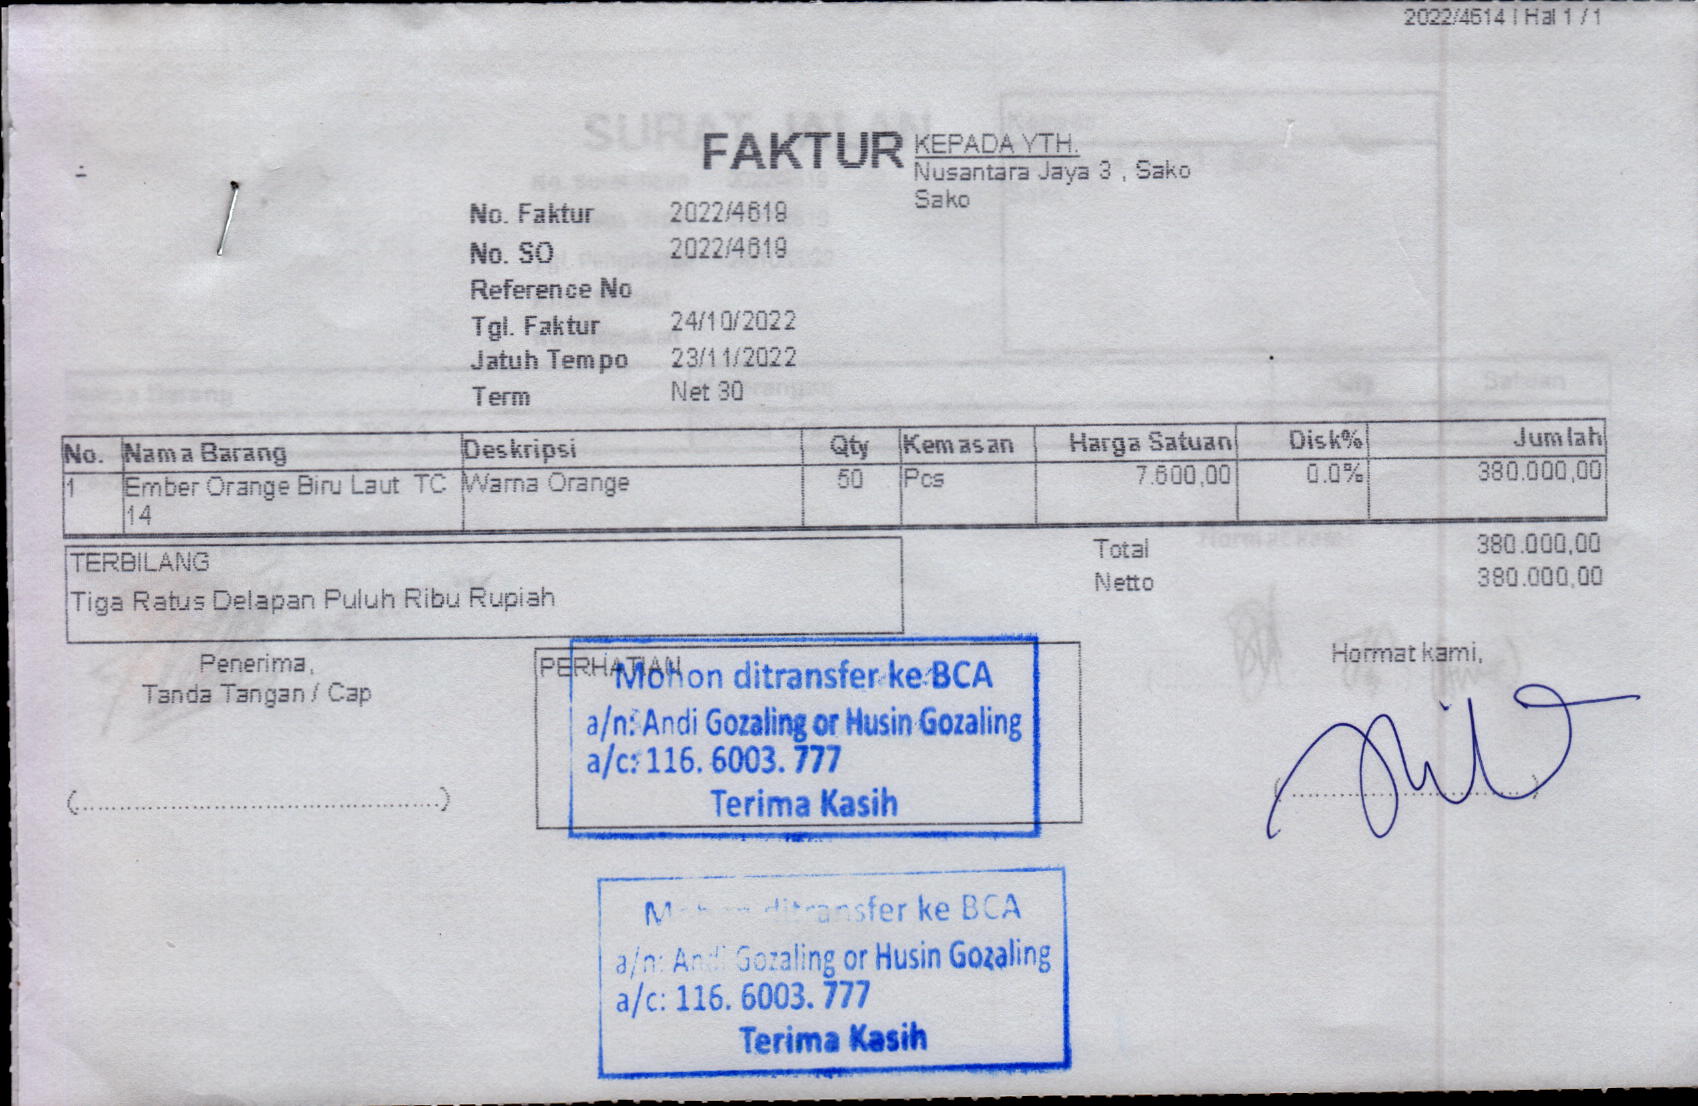 2022/4614 | Hal 1 / 1
FAKTUR
KEPADA YTH.
Nusantara Jaya 3 , Sako
Sako
No. Faktur 2022/4619
No. SO 2022/4619
Reference No
Tgl. Faktur 24/10/2022
Jatuh Tempo 23/11/2022
Term Net 30
No. Nama Barang Deskripsi Qty Kemasan Harga Satuan Disk% Jumlah
1 Ember Orange Biru Laut TC Warna Orange 50 Pcs 7.600,00 0.0% 380.000,00
14
Total 380.000,00
Netto 380.000,00
TERBILANG
Tiga Ratus Delapan Puluh Ribu Rupiah
Penerima,
Tanda Tangan / Cap
PERHATIAN
Mohon ditransfer ke BCA
a/n: Andi Gozaling or Husin Gozaling
a/c: 116. 6003. 777
Terima Kasih
Hormat kami,
Mohon ditransfer ke BCA
a/n: Andi Gozaling or Husin Gozaling
a/c: 116. 6003. 777
Terima Kasih